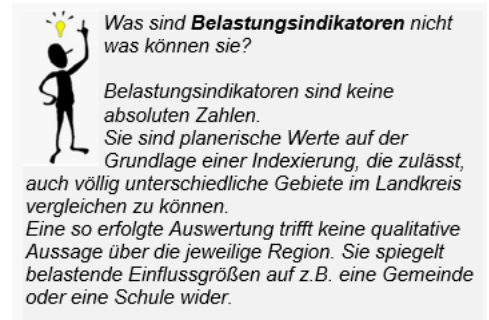 Was sind Belastungsindikatoren nicht
was können sie?
Belastungsindikatoren sind keine
absoluten Zahlen.
Sie sind planerische Werte auf der
Grundlage einer Indexierung, die zulässt,
auch völlig unterschiedliche Gebiete im Landkreis
vergleichen zu können.
Eine so erfolgte Auswertung trifft keine qualitative
Aussage über die jeweilige Region. Sie spiegelt
belastende Einflussgrößen auf z.B. eine Gemeinde
oder eine Schule wider.